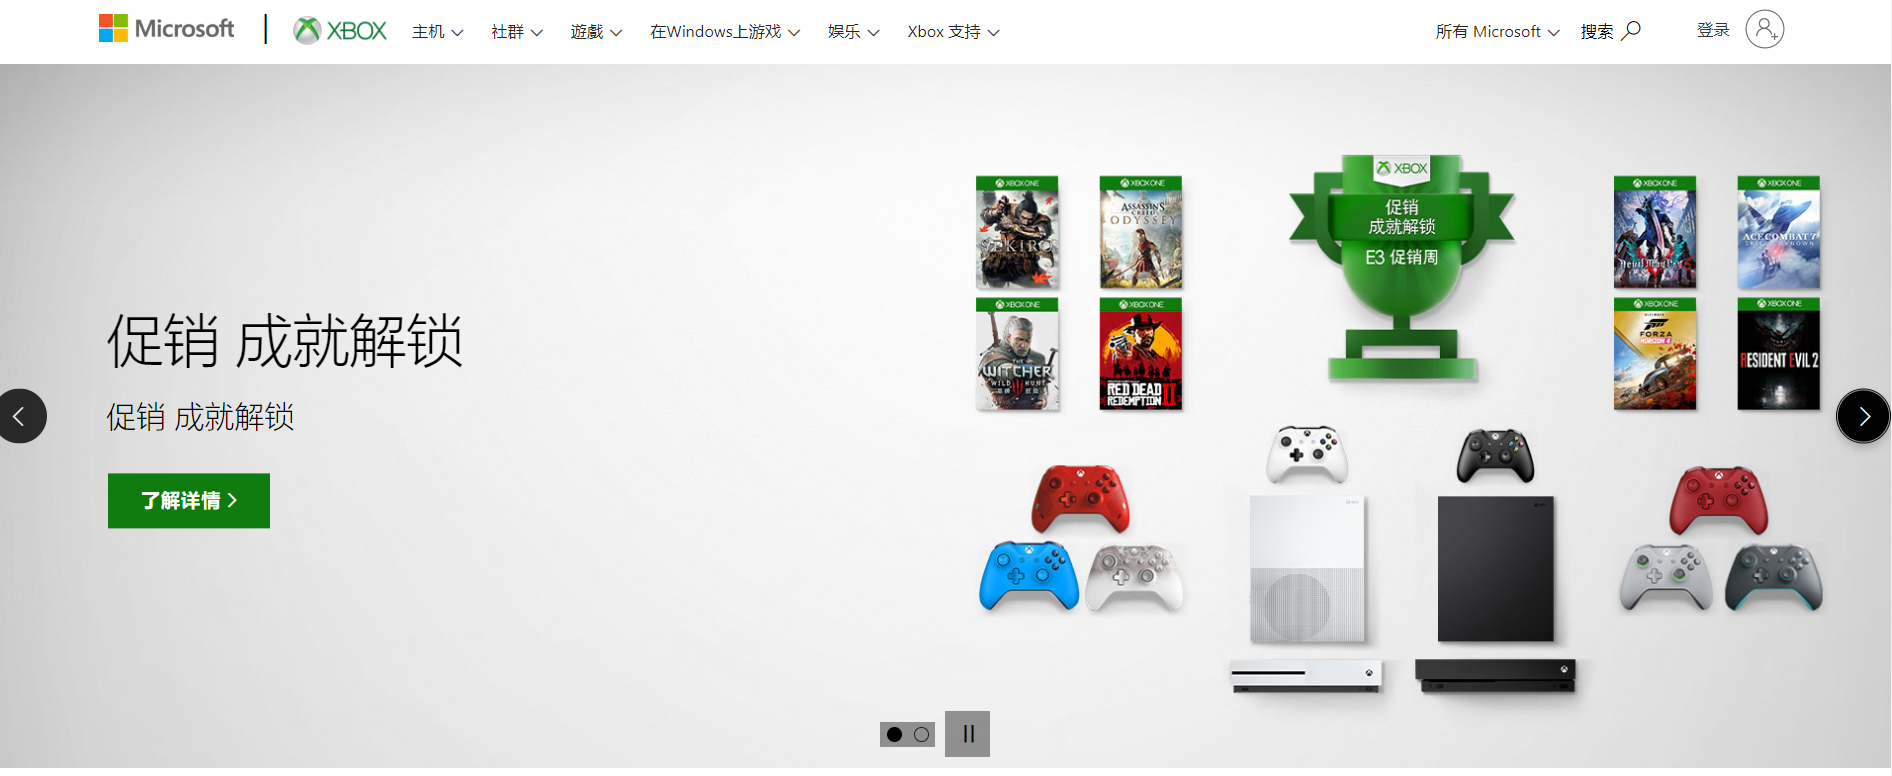 Microsoft
XBOX
主机
社群
遊戲
在Windows上游戏
娱乐
Xbox 支持
所有 Microsoft
搜索
登录
促销 成就解锁
促销 成就解锁
了解详情
XBOX
促销
成就解锁
E3 促销周
XBOX ONE
SEKIRO
XBOX ONE
ASSASSIN'S
CREED
ODYSSEY
XBOX ONE
THE
WITCHER
WILD HUNT
XBOX ONE
RED DEAD
REDEMPTION II
XBOX ONE
Devil May Cry 5
XBOX ONE
ACE COMBAT 7
SKIES UNKNOWN
XBOX ONE
ULTIMATE
FORZA
HORIZON 4
XBOX ONE
RESIDENT EVIL 2